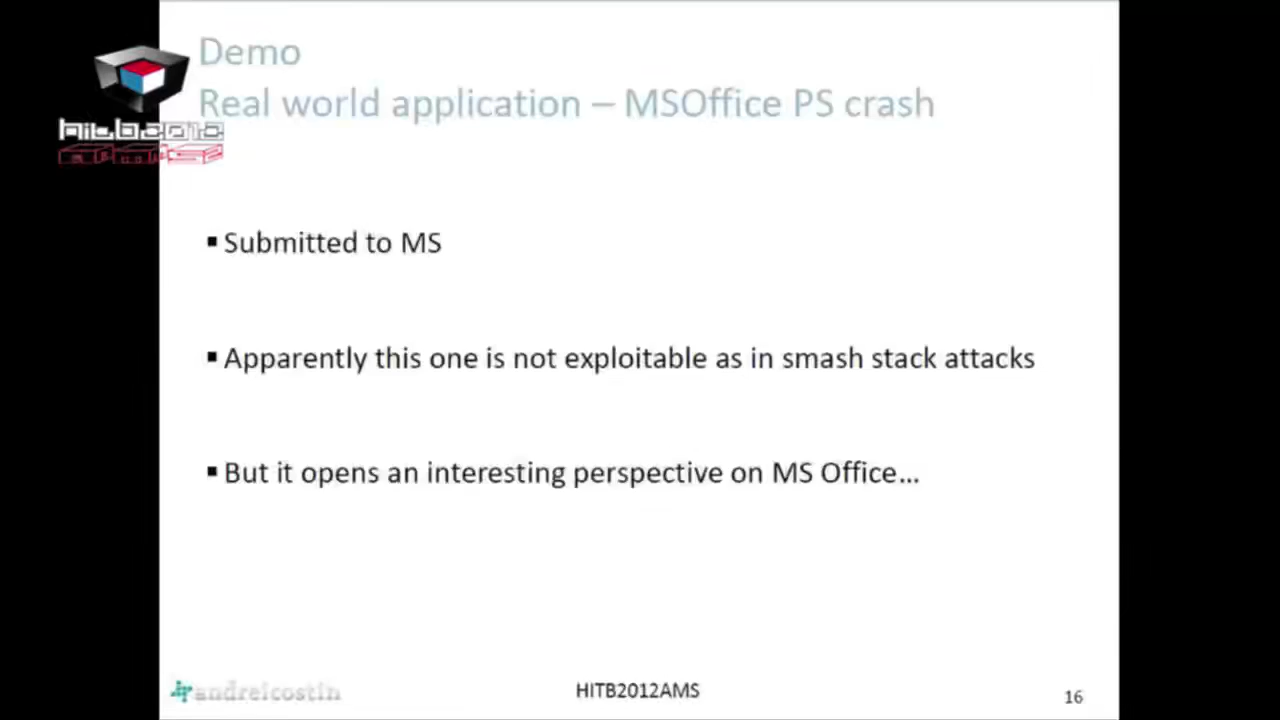 Demo
Real world application – MSOffice PS crash
hitb2012
▪ Submitted to MS
▪ Apparently this one is not exploitable as in smash stack attacks
▪ But it opens an interesting perspective on MS Office...
andreicostin
HITB2012AMS
16